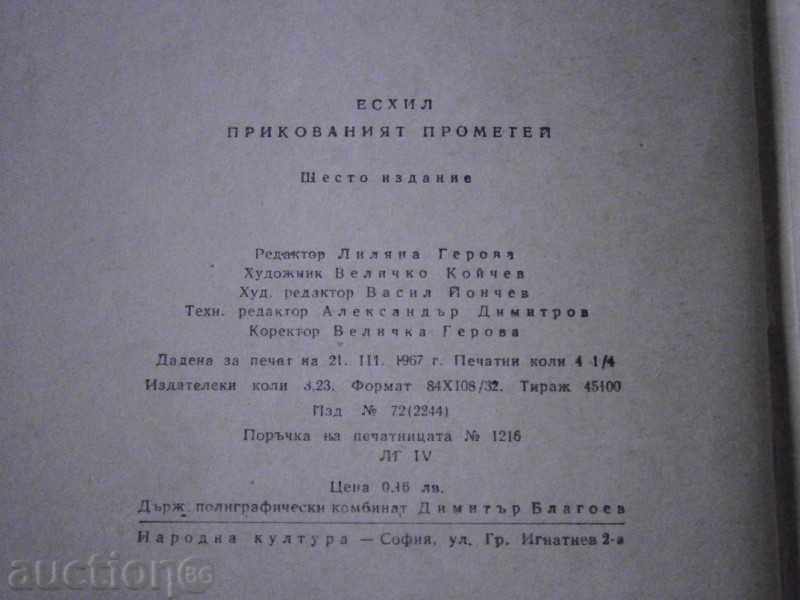 ЕСХИЛ
ПРИКОВАНИЯТ ПРОМЕТЕЙ
Шесто издание
Редактор Лиляна Герова
Художник Величко Койчев
Худ. редактор Васил Йончев
Техн. редактор Александър Димитров
Коректор Величка Герова
Дадена за печат на 21. III. 1967 г. Печатни коли 4 1/4
Издателски коли 3,23. Формат 84X108/32. Тираж 45100
Изд № 72(2244)
Поръчка на печатницата № 1216
ЛГ IV
Цена 0,46 лв.
Държ. полиграфически комбинат Димитър Благоев
Народна култура — София, ул. Гр. Игнатиев 2-а
auction86